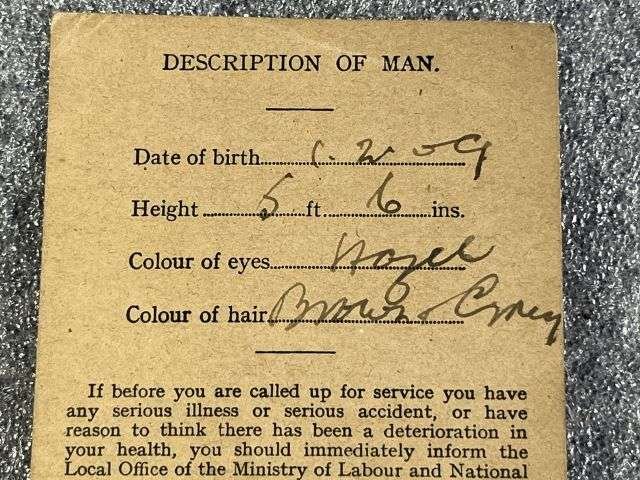 DESCRIPTION OF MAN.
Date of birth 1. 2. 09
Height 5 ft. 6 ins.
Colour of eyes Hazel
Colour of hair Brown & Grey
If before you are called up for service you have
any serious illness or serious accident, or have
reason to think there has been a deterioration in
your health, you should immediately inform the
Local Office of the Ministry of Labour and National